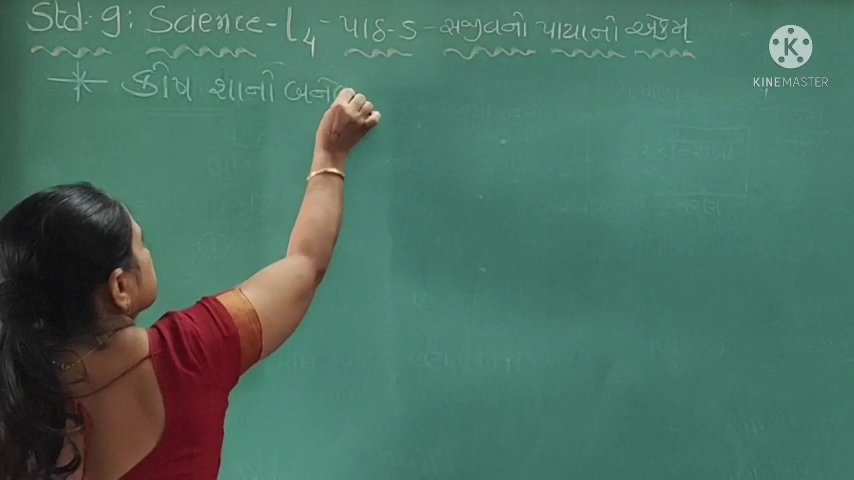 Std. 9: Science - L4 - પાઠ-5 - સજીવનો પાયાનો એકમ
* કોષ શાનો બનેલ
KINEMASTER